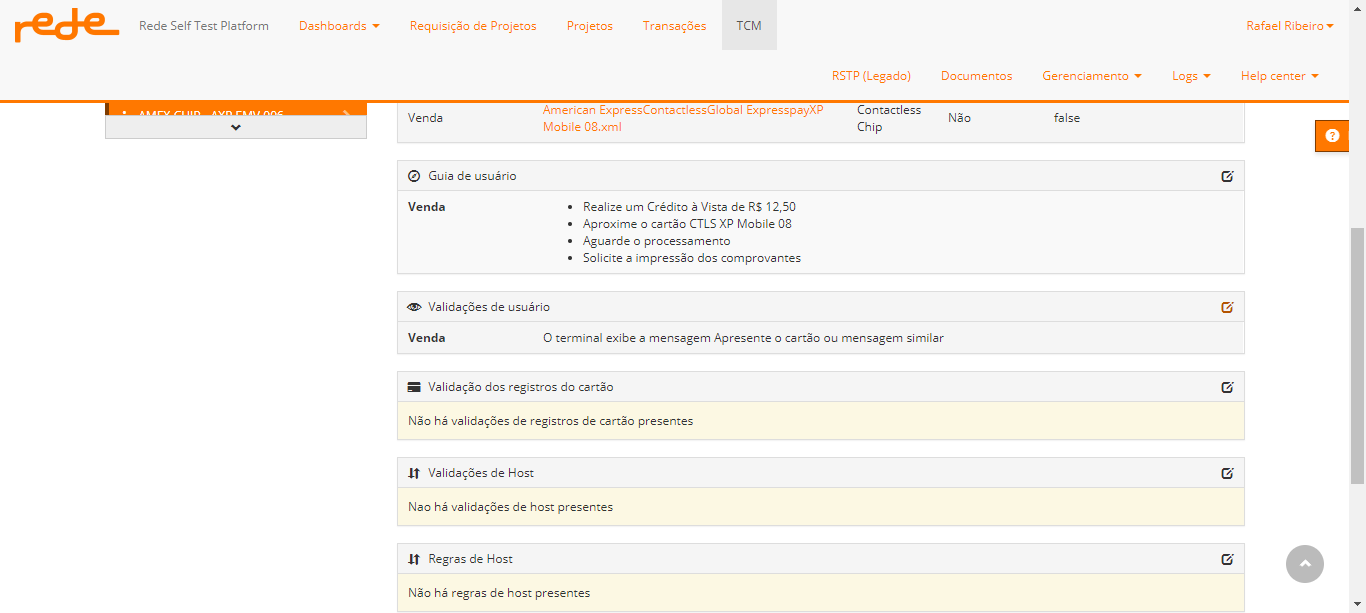 rede
Rede Self Test Platform
Dashboards
Requisição de Projetos
Projetos
Transações
TCM
Rafael Ribeiro
RSTP (Legado)
Documentos
Gerenciamento
Logs
Help center
AMEX CHIP - AXP EMV 006
Venda
American ExpressContactlessGlobal ExpresspayXP
Mobile 08.xml
Contactless
Chip
Não
false
Guia de usuário
Venda
Realize um Crédito à Vista de R$ 12,50
Aproxime o cartão CTLS XP Mobile 08
Aguarde o processamento
Solicite a impressão dos comprovantes
Validações de usuário
Venda
O terminal exibe a mensagem Apresente o cartão ou mensagem similar
Validação dos registros do cartão
Não há validações de registros de cartão presentes
Validações de Host
Nao há validações de host presentes
Regras de Host
Não há regras de host presentes